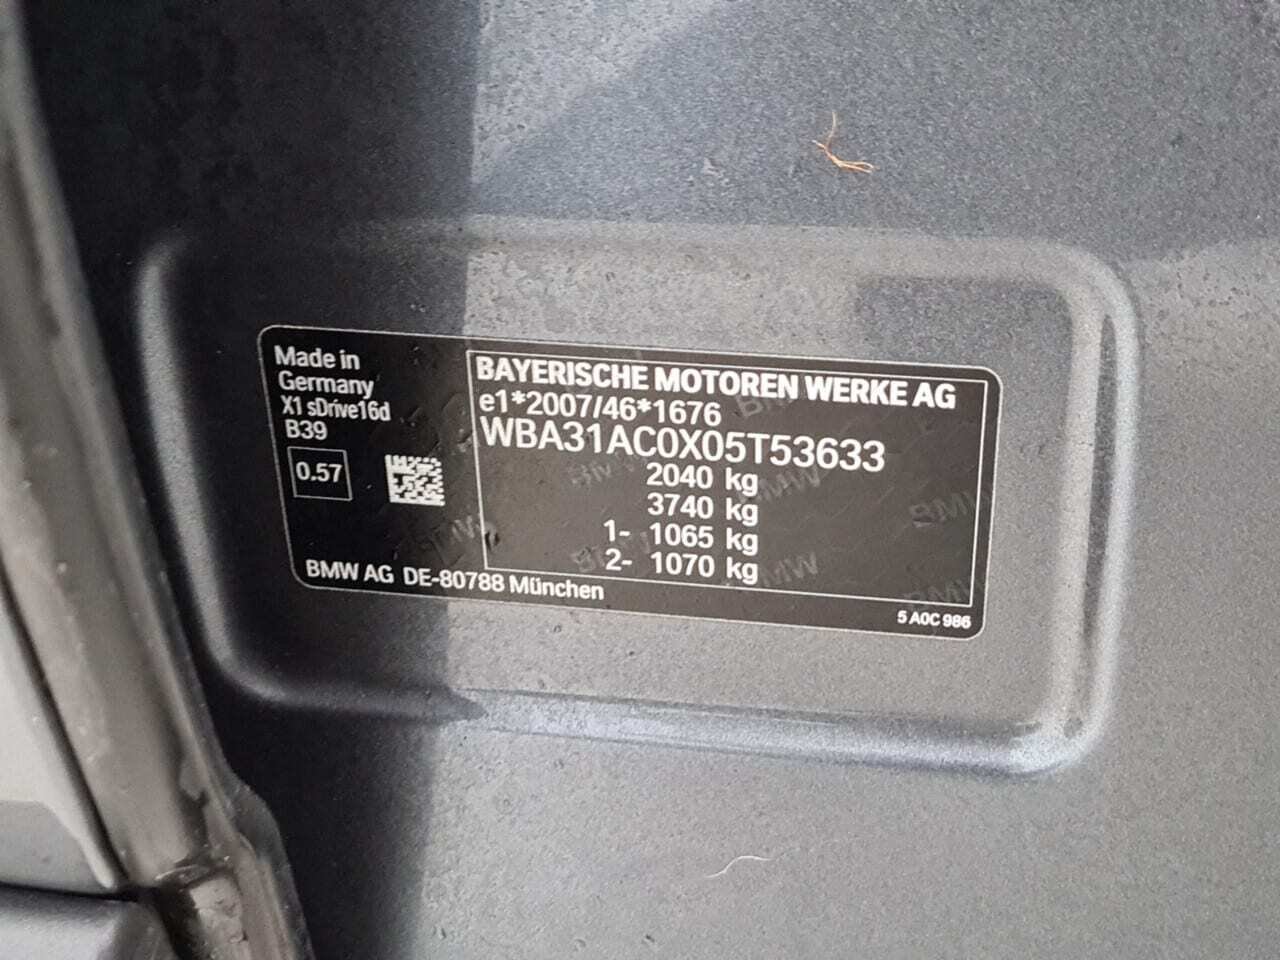 Made in
Germany
X1 sDrive16d
B39
0.57
BAYERISCHE MOTOREN WERKE AG
e1*2007/46*1676
WBA31AC0X05T53633
2040 kg
3740 kg
1- 1065 kg
2- 1070 kg
BMW AG DE-80788 München
5 A0C 986